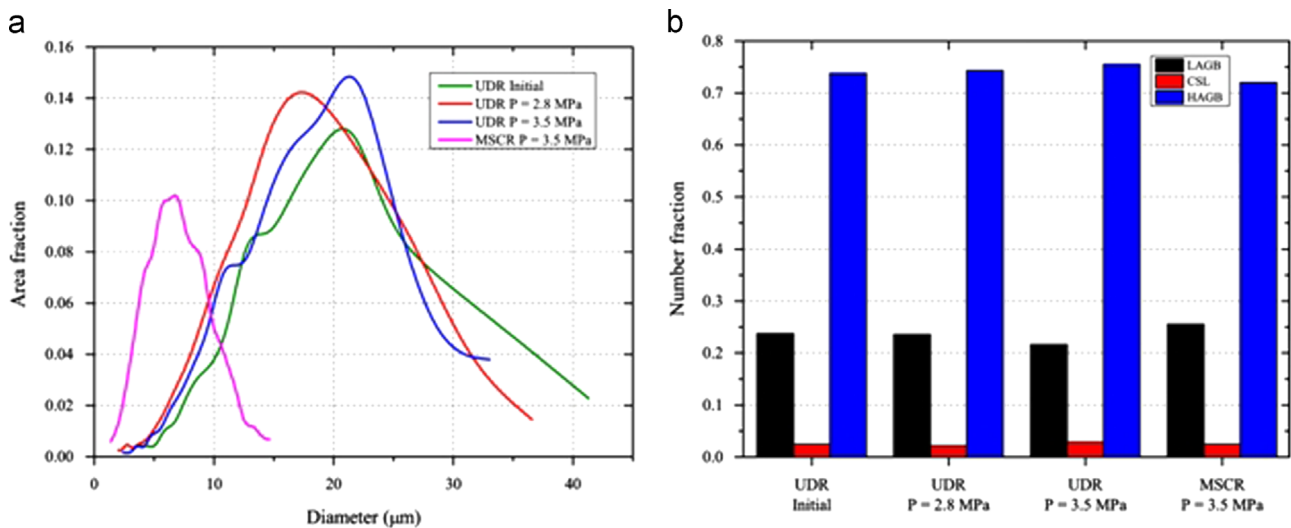 a
0.16
0.14
0.12
0.10
0.08
0.06
0.04
0.02
0.00
Area fraction
UDR Initial
UDR P = 2.8 MPa
UDR P = 3.5 MPa
MSCR P = 3.5 MPa
0 10 20 30 40
Diameter (μm)
b
0.8
0.7
0.6
0.5
0.4
0.3
0.2
0.1
0.0
Number fraction
LAGB
CSL
HAGB
UDR UDR UDR MSCR
Initial P = 2.8 MPa P = 3.5 MPa P = 3.5 MPa